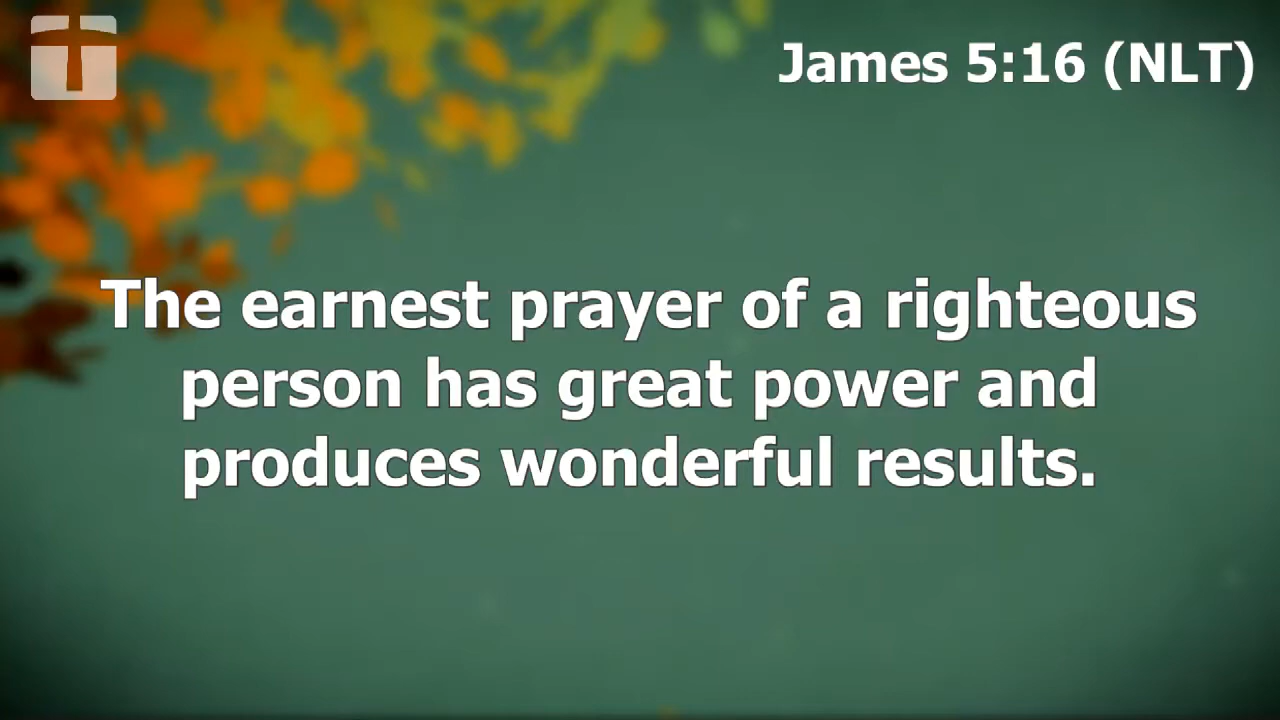 James 5:16 (NLT)
The earnest prayer of a righteous
person has great power and
produces wonderful results.